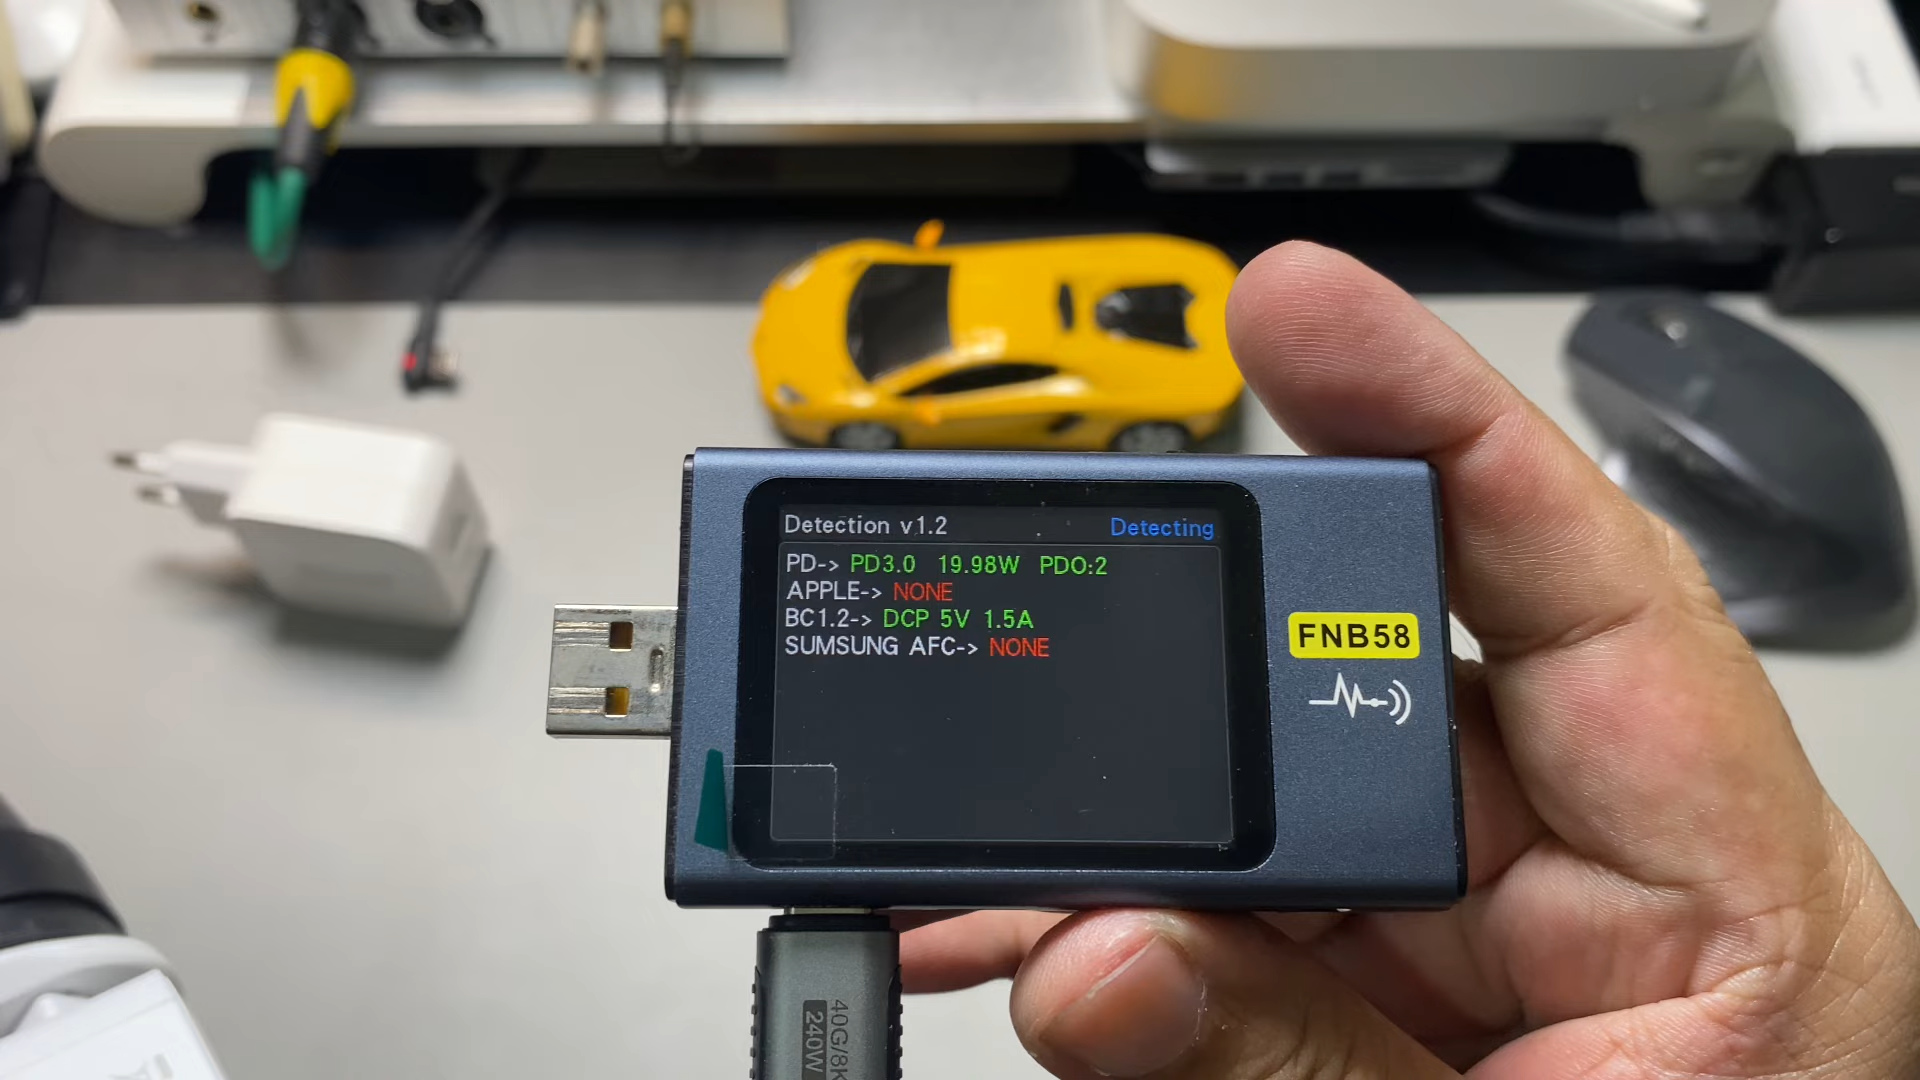 Detection v1.2 Detecting
PD-> PD3.0 19.98W PDO:2
APPLE-> NONE
BC1.2-> DCP 5V 1.5A
SUMSUNG AFC-> NONE
FNB58
40G/8K
240W